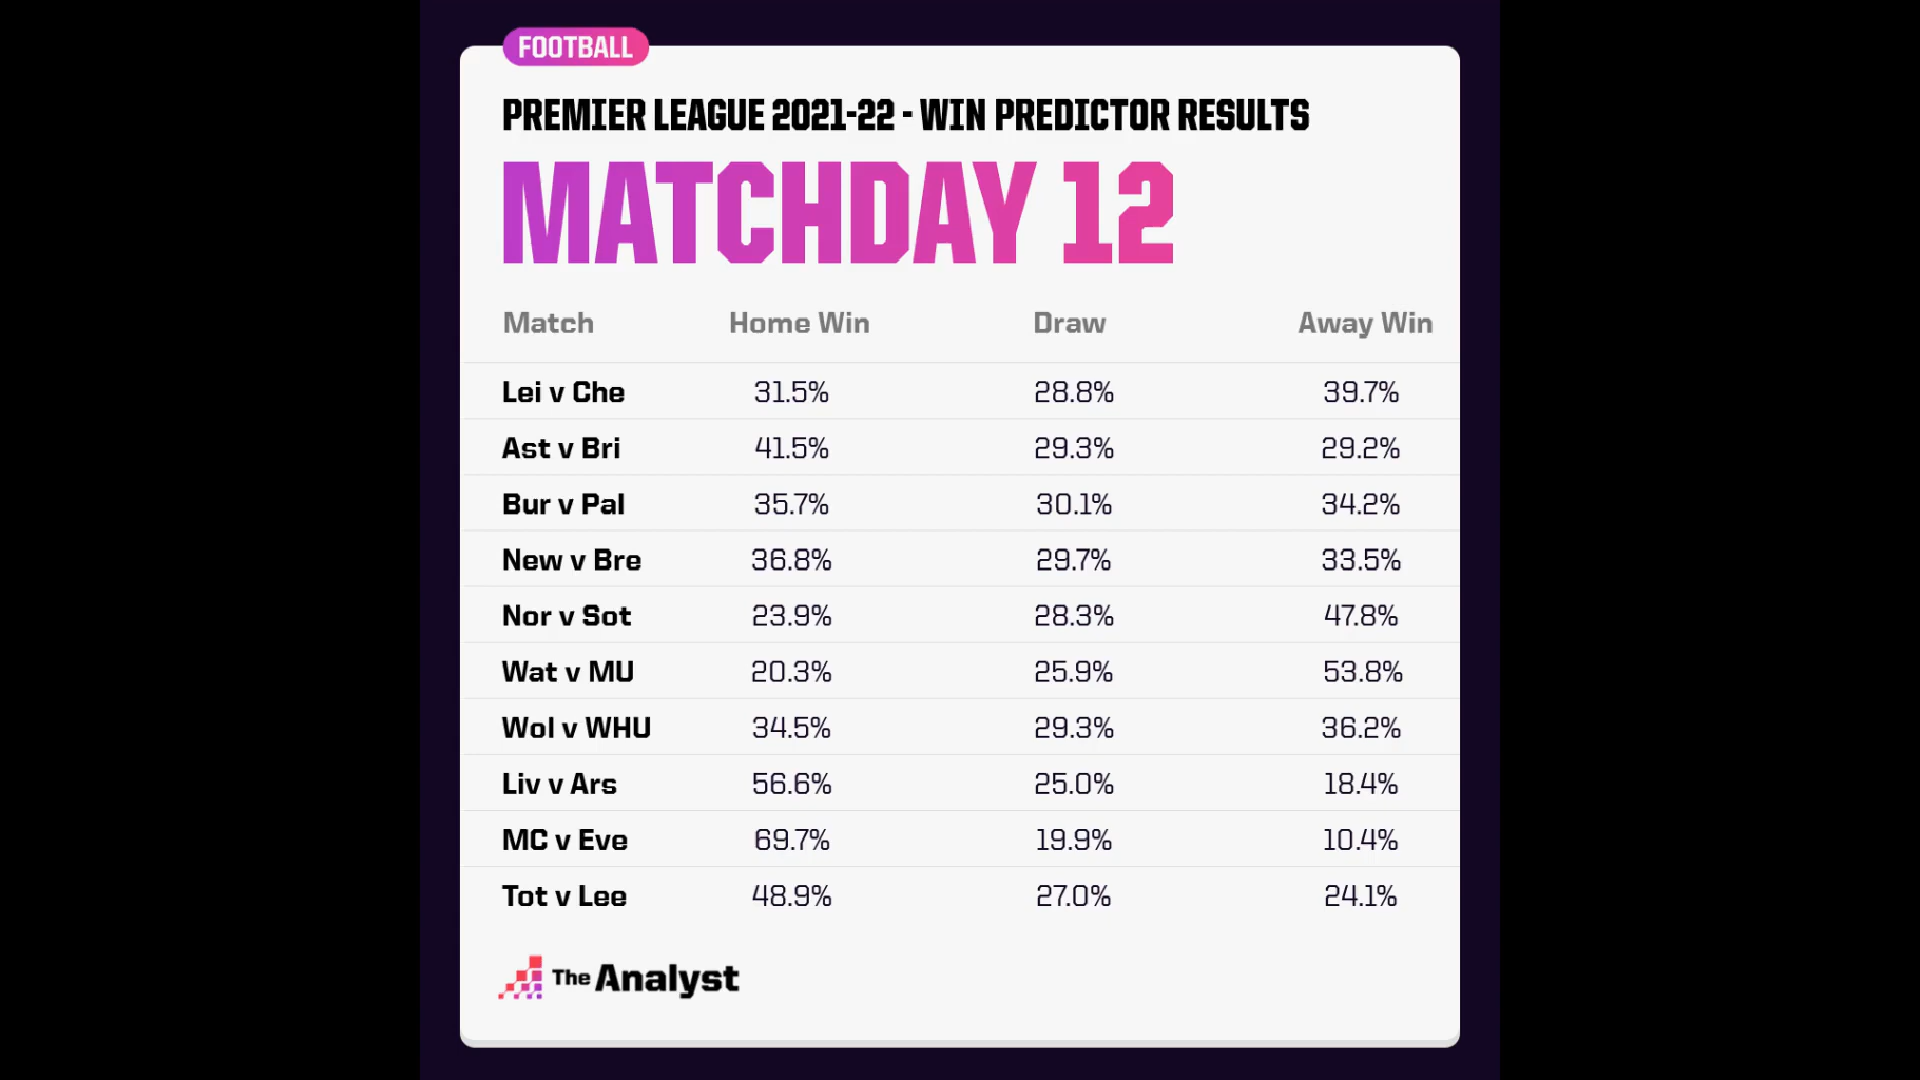 FOOTBALL
PREMIER LEAGUE 2021-22 - WIN PREDICTOR RESULTS
MATCHDAY 12
Match Home Win Draw Away Win
Lei v Che 31.5% 28.8% 39.7%
Ast v Bri 41.5% 29.3% 29.2%
Bur v Pal 35.7% 30.1% 34.2%
New v Bre 36.8% 29.7% 33.5%
Nor v Sot 23.9% 28.3% 47.8%
Wat v MU 20.3% 25.9% 53.8%
Wol v WHU 34.5% 29.3% 36.2%
Liv v Ars 56.6% 25.0% 18.4%
MC v Eve 69.7% 19.9% 10.4%
Tot v Lee 48.9% 27.0% 24.1%
The Analyst